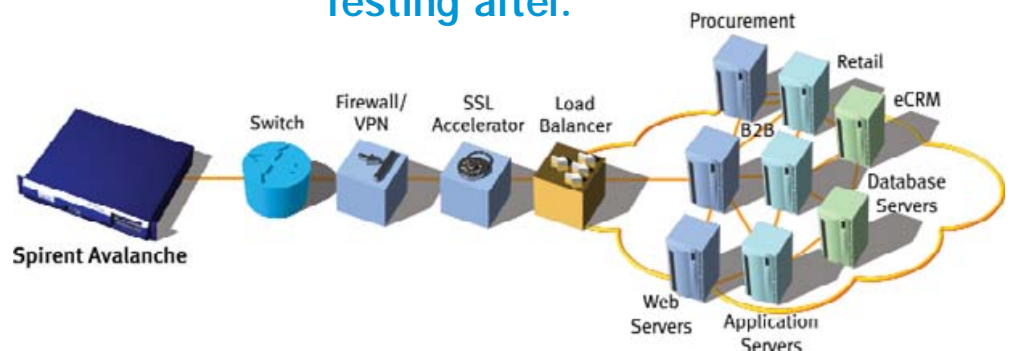 Testing after.
Procurement
Retail
eCRM
Firewall/
VPN
SSL
Accelerator
Load
Balancer
Switch
B2B
Database
Servers
Spirent Avalanche
Web
Servers
Application
Servers